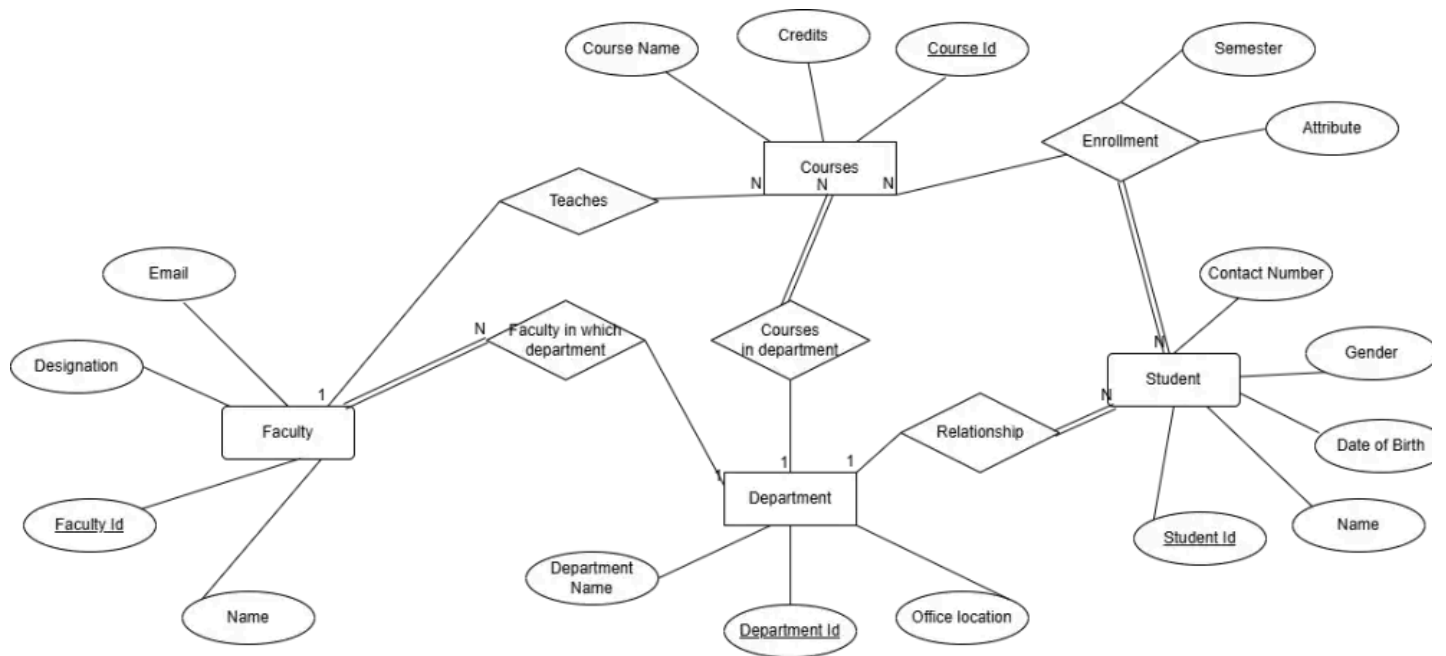 Course Name
Credits
Course Id
Semester
Enrollment
Attribute
Courses
N
N
N
Teaches
Email
Contact Number
N
Faculty in which
department
Courses
in department
N
Designation
Gender
Student
1
N
Faculty
Relationship
Date of Birth
1
1
1
Department
Faculty Id
Student Id
Name
Department
Name
Name
Department Id
Office location